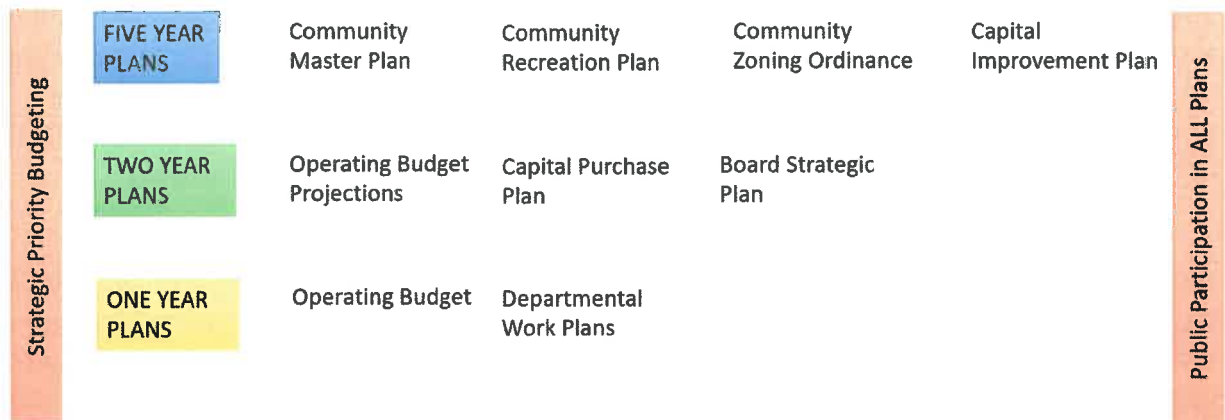 Strategic Priority Budgeting
FIVE YEAR
PLANS
Community
Master Plan
Community
Recreation Plan
Community
Zoning Ordinance
Capital
Improvement Plan
TWO YEAR
PLANS
Operating Budget
Projections
Capital Purchase
Plan
Board Strategic
Plan
ONE YEAR
PLANS
Operating Budget
Departmental
Work Plans
Public Participation in ALL Plans